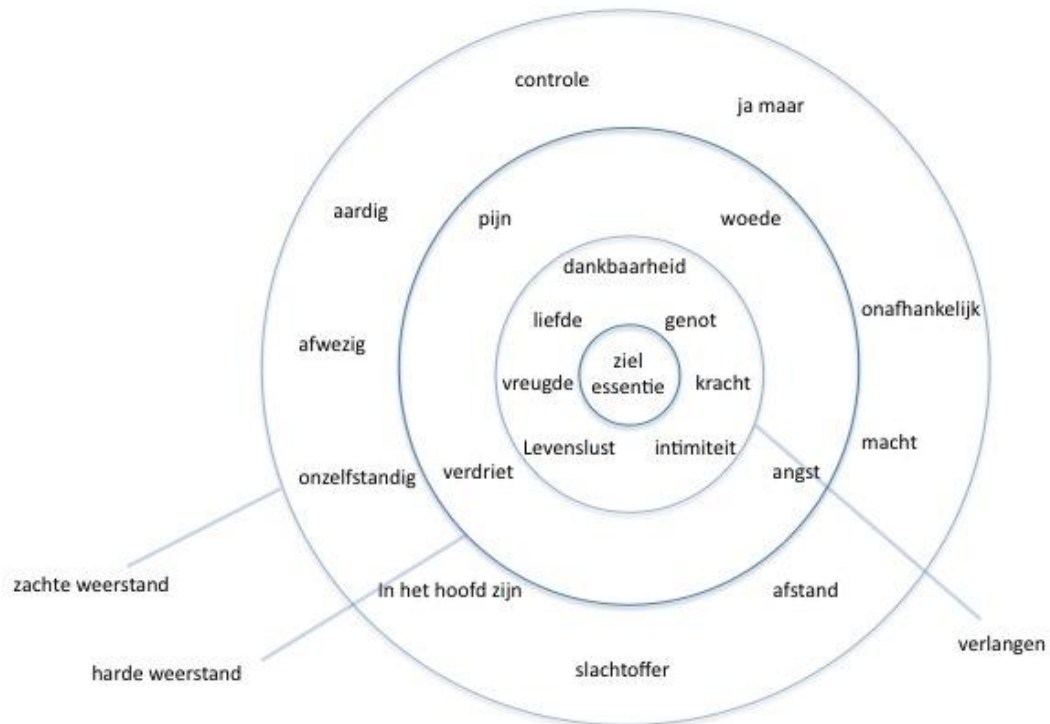 controle
ja maar
aardig
pijn
woede
dankbaarheid
onafhankelijk
liefde
genot
afwezig
ziel
essentie
vreugde
kracht
macht
Levenslust
intimiteit
onzelfstandig
verdriet
angst
zachte weerstand
In het hoofd zijn
afstand
verlangen
harde weerstand
slachtoffer